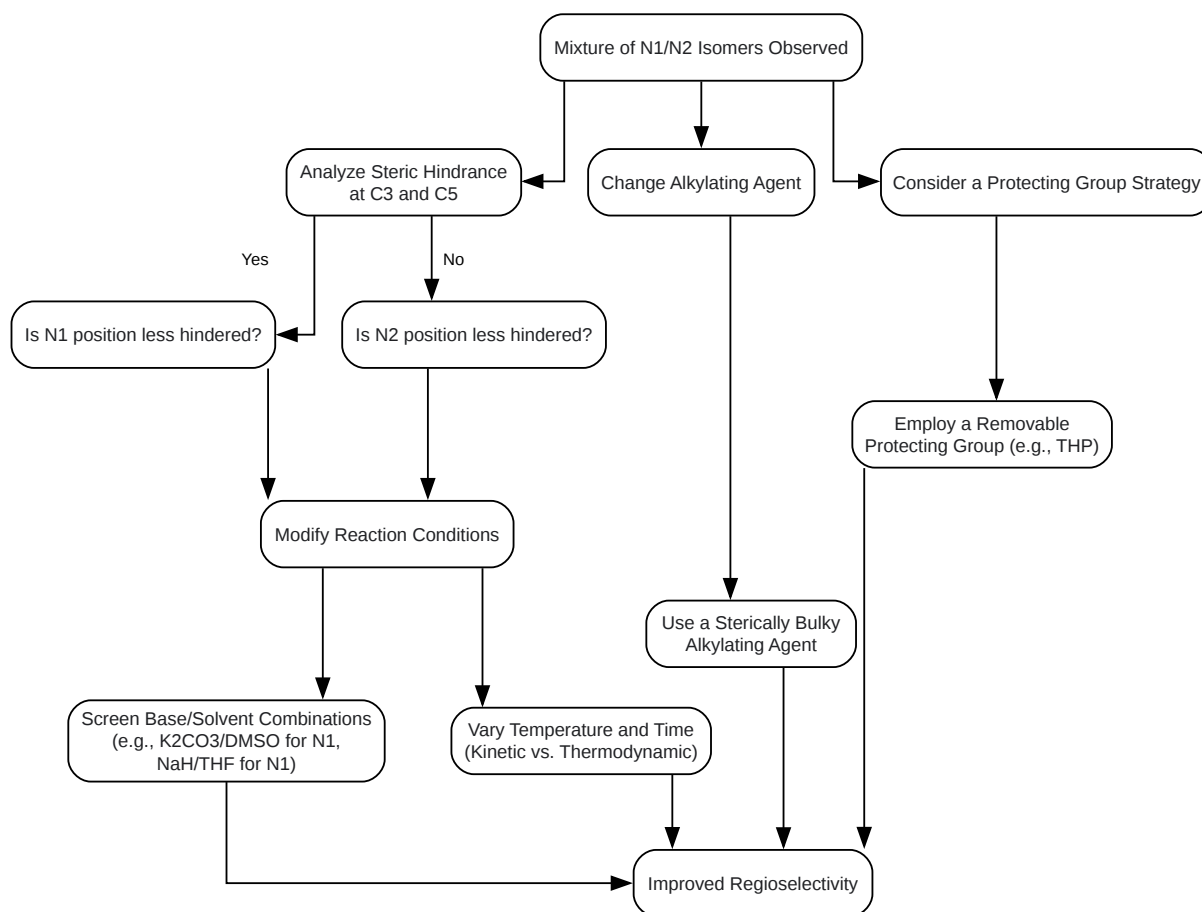 Mixture of N1/N2 Isomers Observed
Analyze Steric Hindrance
at C3 and C5
Change Alkylating Agent
Consider a Protecting Group Strategy
Yes
No
Is N1 position less hindered?
Is N2 position less hindered?
Employ a Removable
Protecting Group (e.g., THP)
Modify Reaction Conditions
Use a Sterically Bulky
Alkylating Agent
Screen Base/Solvent Combinations
(e.g., K2CO3/DMSO for N1,
NaH/THF for N1)
Vary Temperature and Time
(Kinetic vs. Thermodynamic)
Improved Regioselectivity